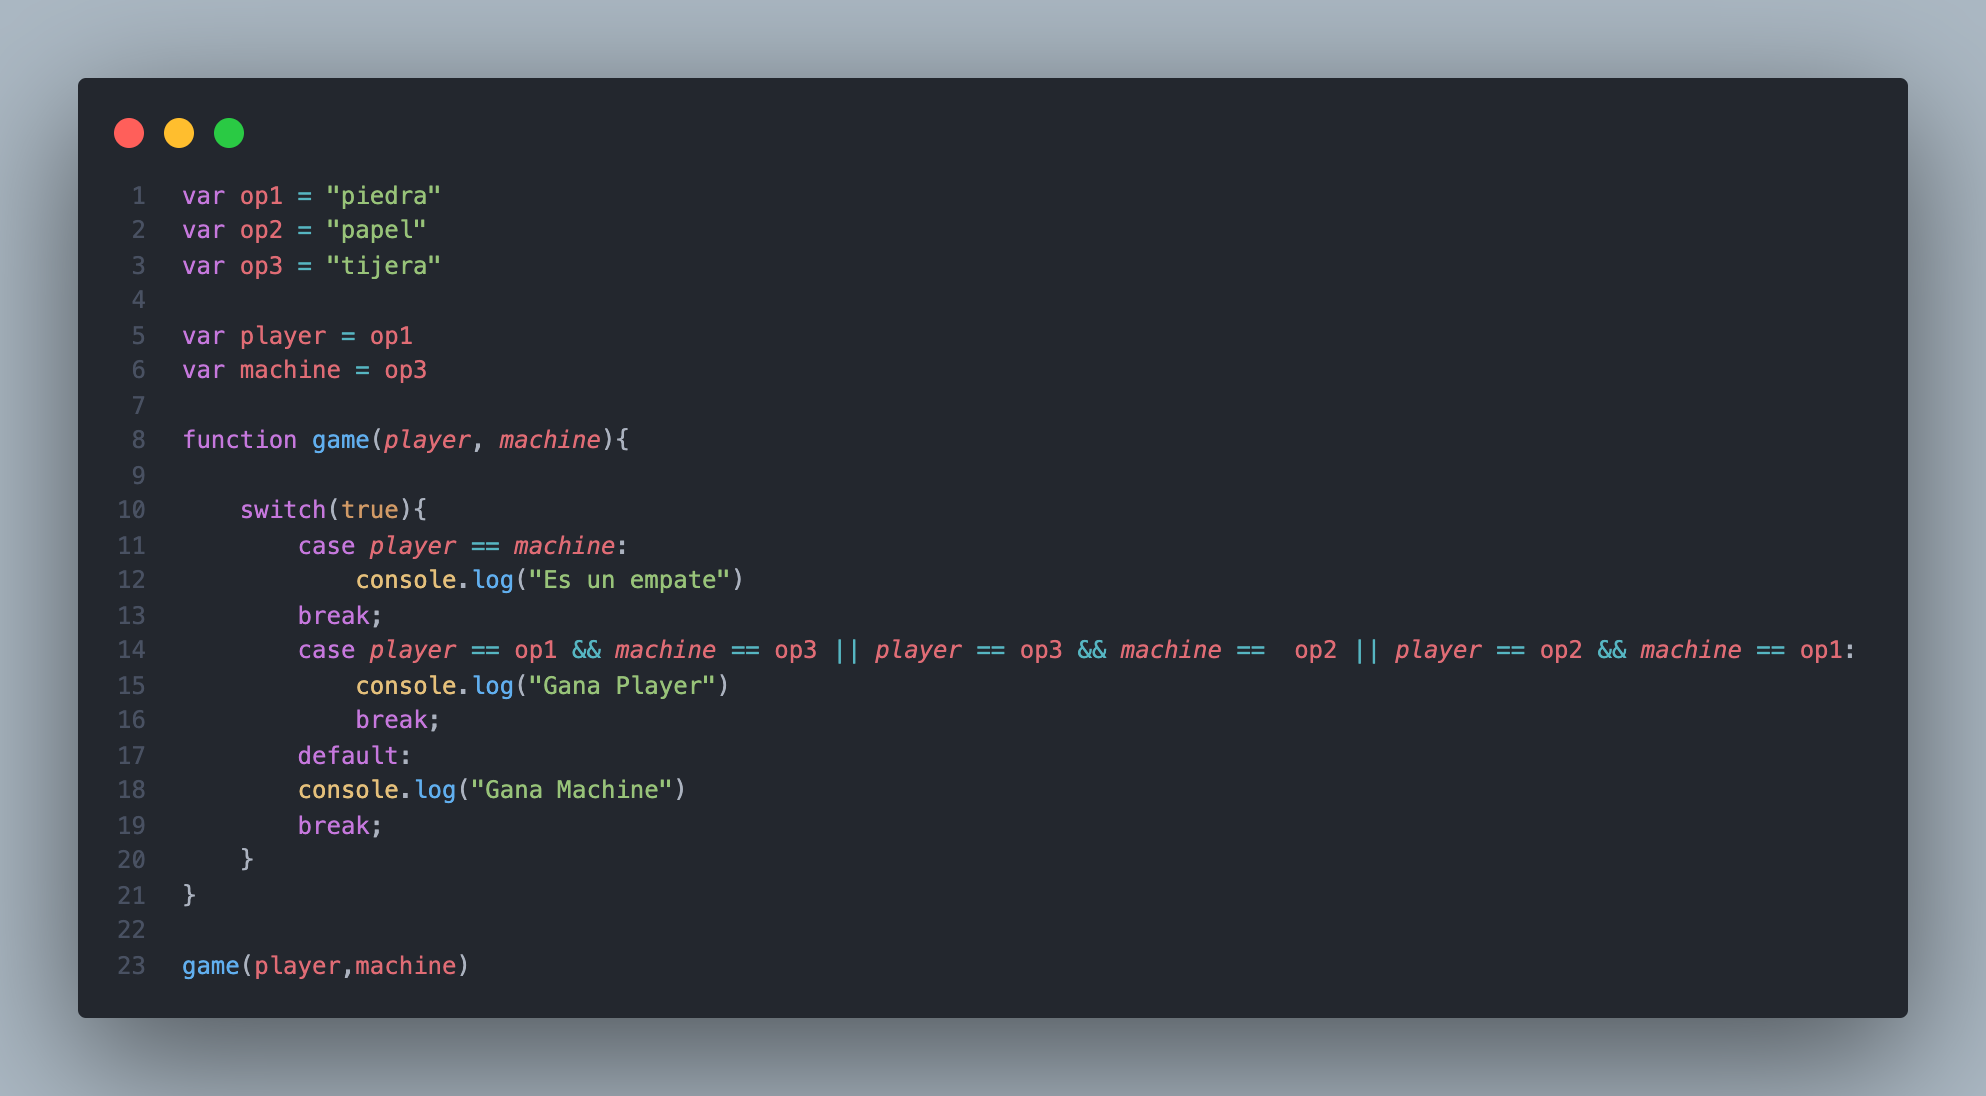 1 var op1 = "piedra"
2 var op2 = "papel"
3 var op3 = "tijera"
4
5 var player = op1
6 var machine = op3
7
8 function game(player, machine){
9
10     switch(true){
11         case player == machine:
12             console.log("Es un empate")
13         break;
14         case player == op1 && machine == op3 || player == op3 && machine ==  op2 || player == op2 && machine == op1:
15             console.log("Gana Player")
16             break;
17         default:
18         console.log("Gana Machine")
19         break;
20     }
21 }
22
23 game(player,machine)